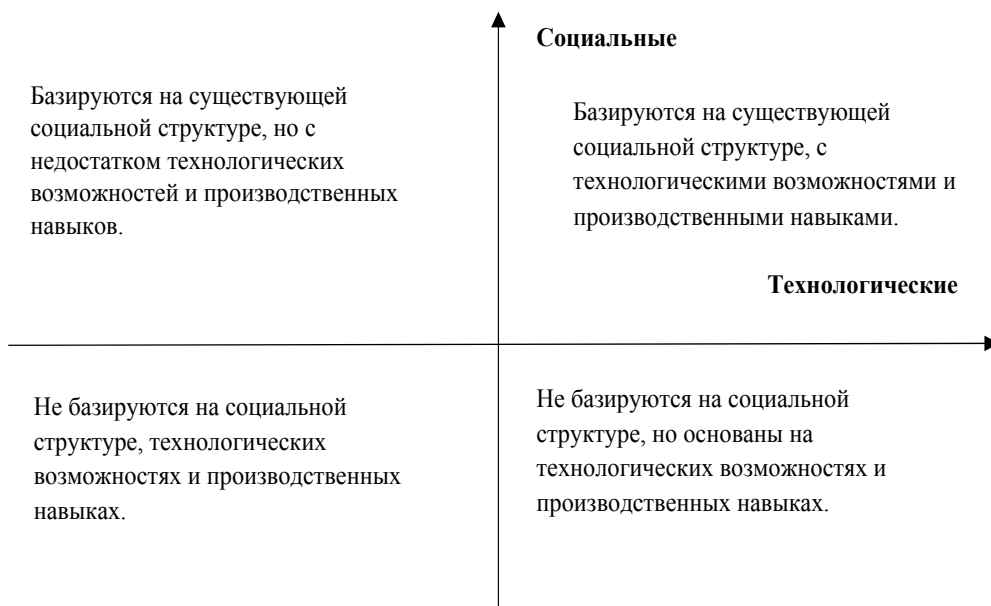 Социальные
Базируются на существующей
социальной структуре, но с
недостатком технологических
возможностей и производственных
навыков.
Базируются на существующей
социальной структуре, с
технологическими возможностями и
производственными навыками.
Технологические
Не базируются на социальной
структуре, технологических
возможностях и производственных
навыках.
Не базируются на социальной
структуре, но основаны на
технологических возможностях и
производственных навыках.